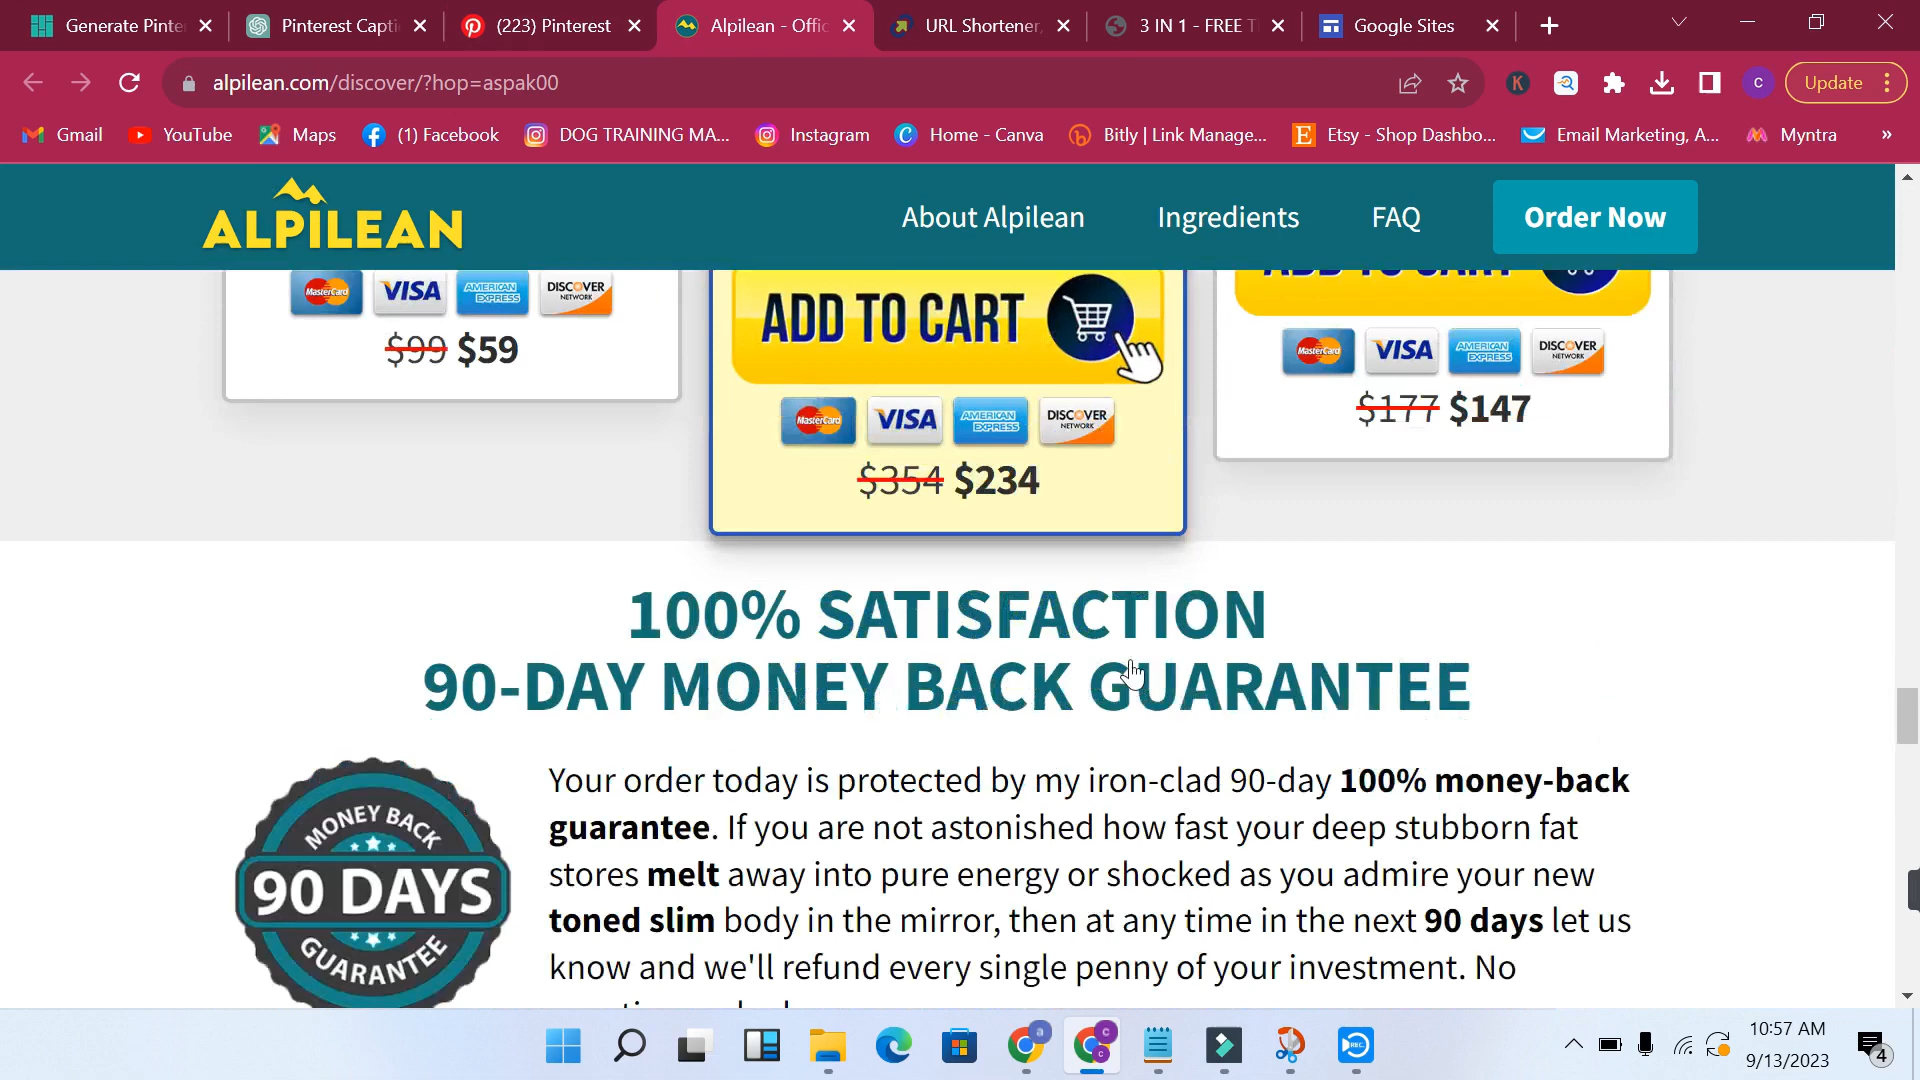 Generate Pinte
Pinterest Capti
(223) Pinterest
Alpilean - Offic
URL Shortener,
3 IN 1 - FREE T
Google Sites
alpilean.com/discover/?hop=aspak00
K
c
Update
Gmail
YouTube
Maps
(1) Facebook
DOG TRAINING MA...
Instagram
Home - Canva
Bitly | Link Manage...
Etsy - Shop Dashbo...
Email Marketing, A...
Myntra
»
ALPILEAN
About Alpilean
Ingredients
FAQ
Order Now
MasterCard
VISA
AMERICAN EXPRESS
DISCOVER NETWORK
$99 $59
ADD TO CART
MasterCard
VISA
AMERICAN EXPRESS
DISCOVER NETWORK
$354 $234
ADD TO CART
MasterCard
VISA
AMERICAN EXPRESS
DISCOVER NETWORK
$177 $147
100% SATISFACTION
90-DAY MONEY BACK GUARANTEE
MONEY BACK
90 DAYS
GUARANTEE
Your order today is protected by my iron-clad 90-day 100% money-back
guarantee. If you are not astonished how fast your deep stubborn fat
stores melt away into pure energy or shocked as you admire your new
toned slim body in the mirror, then at any time in the next 90 days let us
know and we'll refund every single penny of your investment. No
a
c
c
REC
10:57 AM
9/13/2023
4